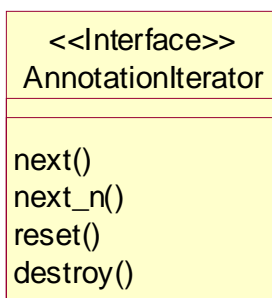 <<Interface>>
AnnotationIterator
next()
next_n()
reset()
destroy()